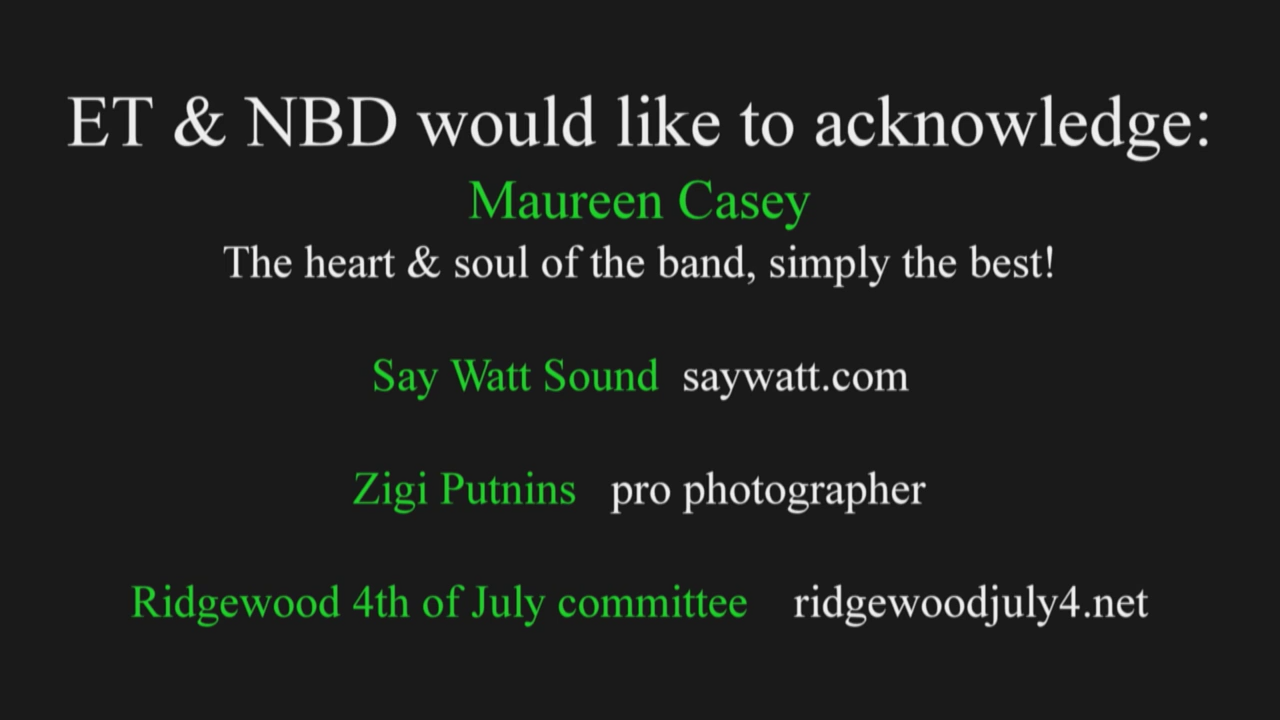 ET & NBD would like to acknowledge:
Maureen Casey
The heart & soul of the band, simply the best!
Say Watt Sound saywatt.com
Zigi Putnins pro photographer
Ridgewood 4th of July committee ridgewoodjuly4.net